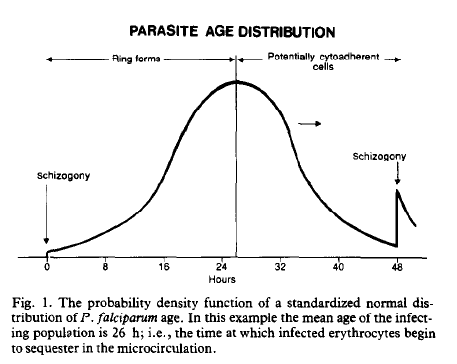 PARASITE AGE DISTRIBUTION
Ring forms
Potentially cytoadherent
cells
Schizogony
Schizogony
0 8 16 24 32 40 48
Hours
Fig. 1. The probability density function of a standardized normal dis-
tribution of P. falciparum age. In this example the mean age of the infect-
ing population is 26 h; i.e., the time at which infected erythrocytes begin
to sequester in the microcirculation.